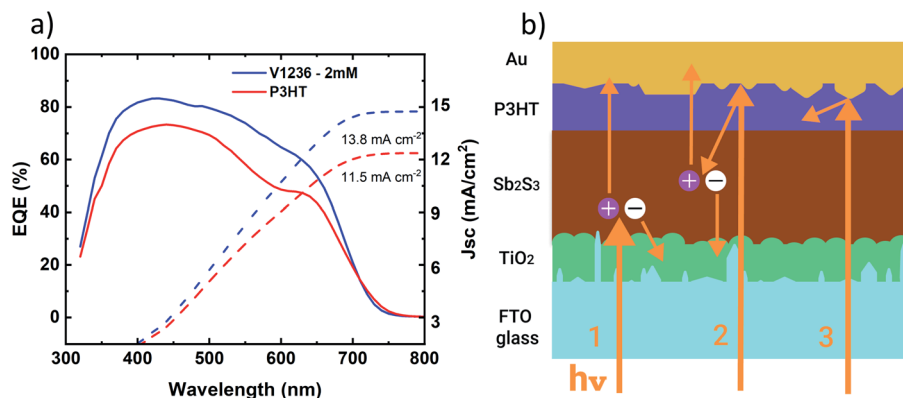 a)
V1236 - 2mM
P3HT
EQE (%)
100
80
60
40
20
0
300 400 500 600 700 800
Wavelength (nm)
15
12
10
9
6
3
Jsc (mA/cm²)
13.8 mA cm⁻²
11.5 mA cm⁻²
b)
Au
P3HT
Sb₂S₃
TiO₂
FTO
glass
+ −
+ −
1 2 3
hν